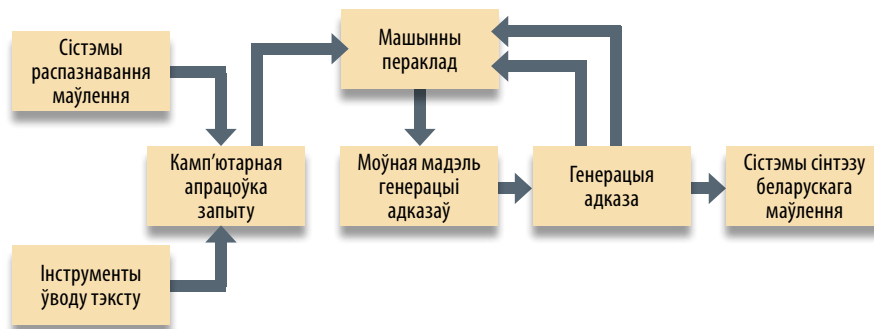 Сістэмы
распазнавання
маўлення
Машынны
пераклад
Камп'ютарная
апрацоўка
запыту
Моўная мадэль
генерацыі
адказаў
Генерацыя
адказа
Сістэмы сінтэзу
беларускага
маўлення
Інструменты
ўводу тэксту